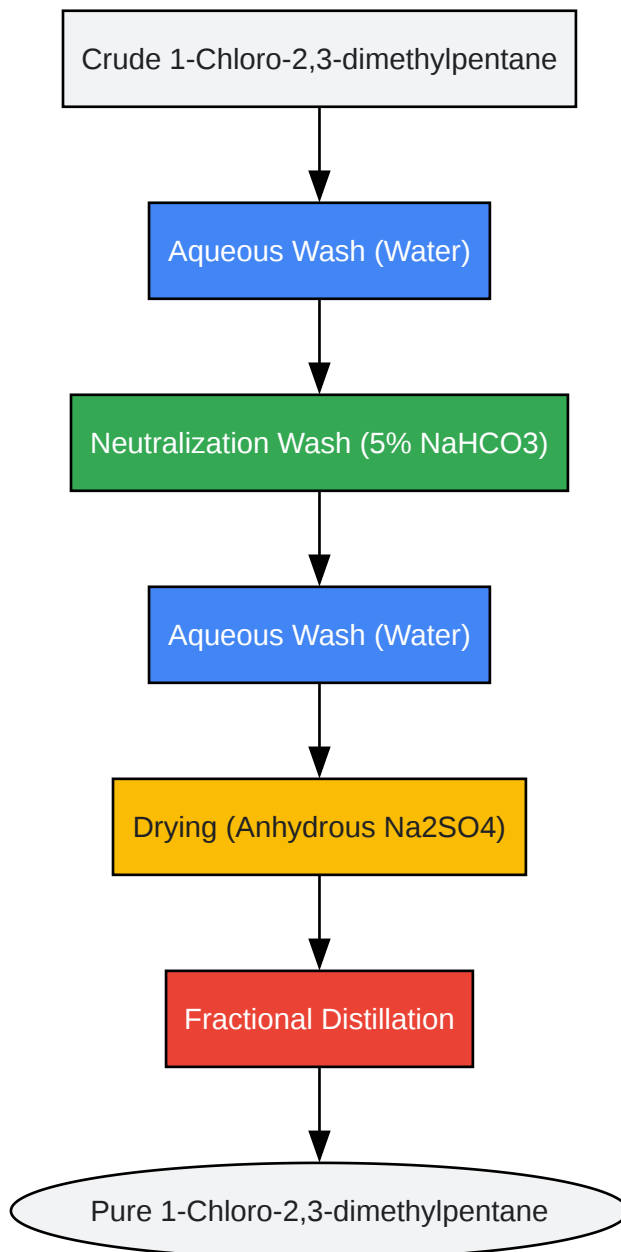 Crude 1-Chloro-2,3-dimethylpentane
Aqueous Wash (Water)
Neutralization Wash (5% NaHCO3)
Aqueous Wash (Water)
Drying (Anhydrous Na2SO4)
Fractional Distillation
Pure 1-Chloro-2,3-dimethylpentane